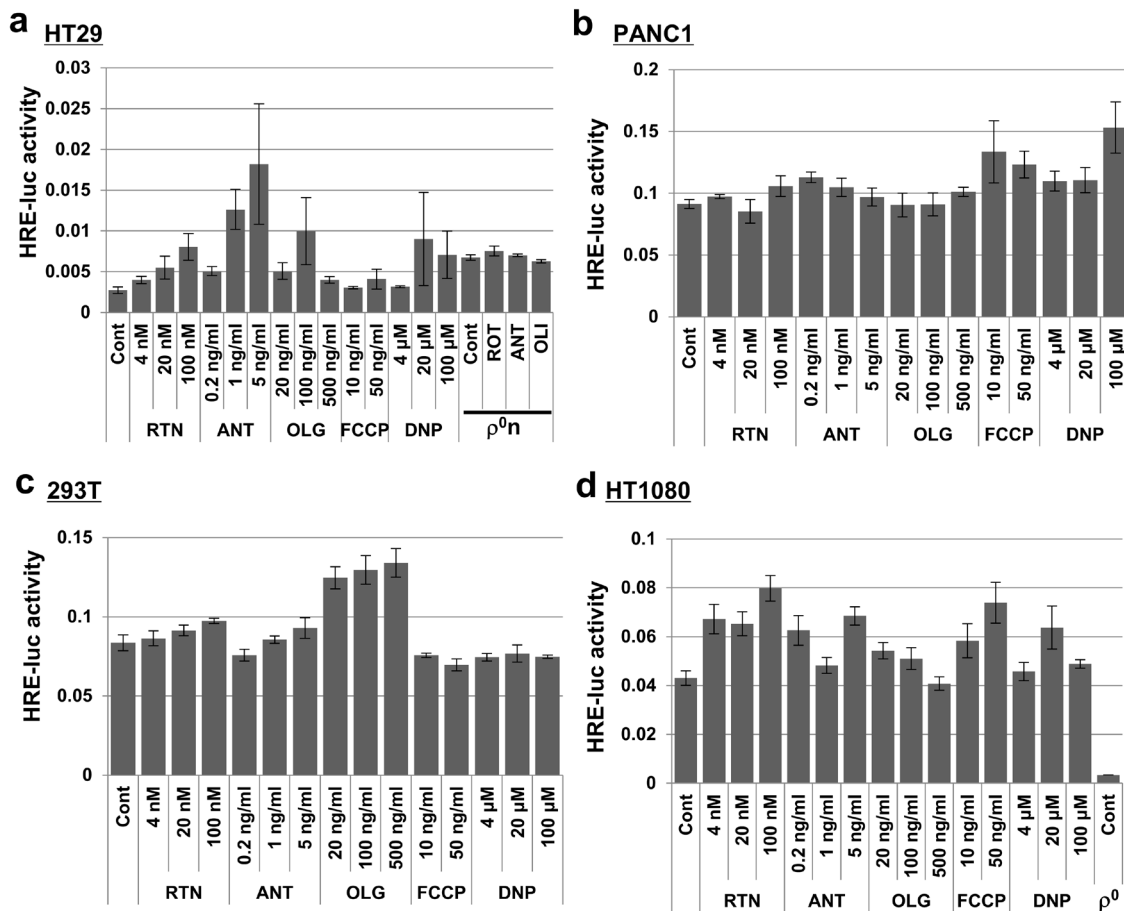 a HT29
HRE-luc activity
0.03
0.025
0.02
0.015
0.01
0.005
0
Cont
4 nM
20 nM
100 nM
0.2 ng/ml
1 ng/ml
5 ng/ml
20 ng/ml
100 ng/ml
500 ng/ml
10 ng/ml
50 ng/ml
4 µM
20 µM
100 µM
Cont
ROT
ANT
OLI
RTN ANT OLG FCCP DNP ρ⁰n
b PANC1
HRE-luc activity
0.2
0.15
0.1
0.05
0
Cont
4 nM
20 nM
100 nM
0.2 ng/ml
1 ng/ml
5 ng/ml
20 ng/ml
100 ng/ml
500 ng/ml
10 ng/ml
50 ng/ml
4 µM
20 µM
100 µM
RTN ANT OLG FCCP DNP
c 293T
HRE-luc activity
0.15
0.1
0.05
0
Cont
4 nM
20 nM
100 nM
0.2 ng/ml
1 ng/ml
5 ng/ml
20 ng/ml
100 ng/ml
500 ng/ml
10 ng/ml
50 ng/ml
4 µM
20 µM
100 µM
RTN ANT OLG FCCP DNP
d HT1080
HRE-luc activity
0.1
0.08
0.06
0.04
0.02
0
Cont
4 nM
20 nM
100 nM
0.2 ng/ml
1 ng/ml
5 ng/ml
20 ng/ml
100 ng/ml
500 ng/ml
10 ng/ml
50 ng/ml
4 µM
20 µM
100 µM
Cont
RTN ANT OLG FCCP DNP ρ⁰